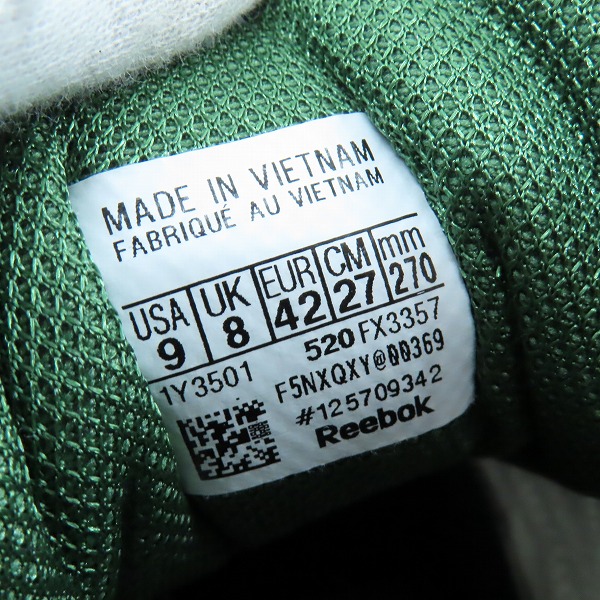 MADE IN VIETNAM
FABRIQUÉ AU VIETNAM
USA UK EUR CM mm
9 8 42 27 270
1Y3501 520 FX3357
F5NXQXY@00369
#125709342
Reebok